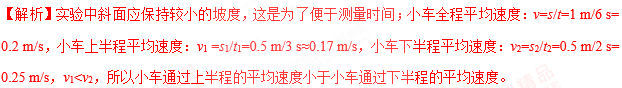 【解析】实验中斜面应保持较小的坡度，这是为了便于测量时间；小车全程平均速度：v=s/t=1 m/6 s=
0.2 m/s，小车上半程平均速度：v₁ =s₁/t₁=0.5 m/3 s≈0.17 m/s，小车下半程平均速度：v₂=s₂/t₂=0.5 m/2 s=
0.25 m/s，v₁<v₂，所以小车通过上半程的平均速度小于小车通过下半程的平均速度。